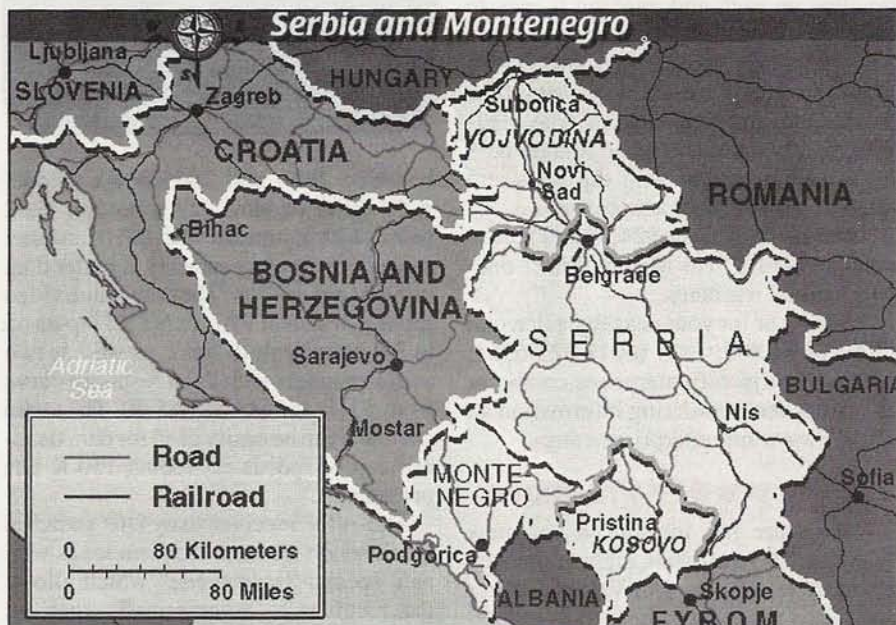 Serbia and Montenegro
Ljubljana
SLOVENIA
Zagreb
HUNGARY
CROATIA
Subotica
VOJVODINA
Novi
Sad
ROMANIA
Bihac
BOSNIA AND
HERZEGOVINA
Belgrade
Sarajevo
SERBIA
Adriatic
Sea
BULGARIA
Nis
Mostar
MONTE-
NEGRO
Sofia
Pristina
KOSOVO
Podgorica
ALBANIA
Skopje
FYROM
Road
Railroad
0 80 Kilometers
0 80 Miles